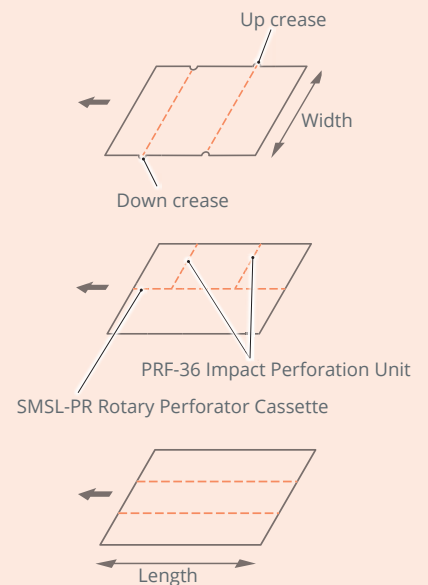 Up crease
Width
Down crease
PRF-36 Impact Perforation Unit
SMSL-PR Rotary Perforator Cassette
Length